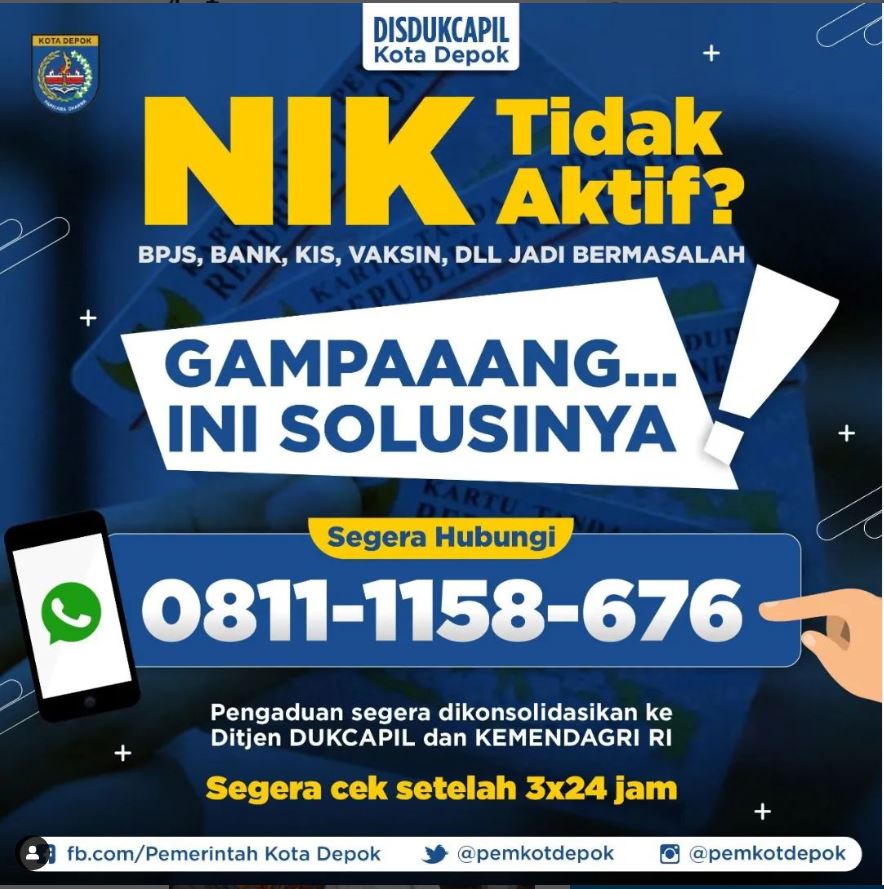 KOTA DEPOK
DISDUKCAPIL
Kota Depok
NIK Tidak
Aktif?
BPJS, BANK, KIS, VAKSIN, DLL JADI BERMASALAH
GAMPAAANG...
INI SOLUSINYA
Segera Hubungi
0811-1158-676
Pengaduan segera dikonsolidasikan ke
Ditjen DUKCAPIL dan KEMENDAGRI RI
Segera cek setelah 3x24 jam
fb.com/Pemerintah Kota Depok @pemkotdepok @pemkotdepok